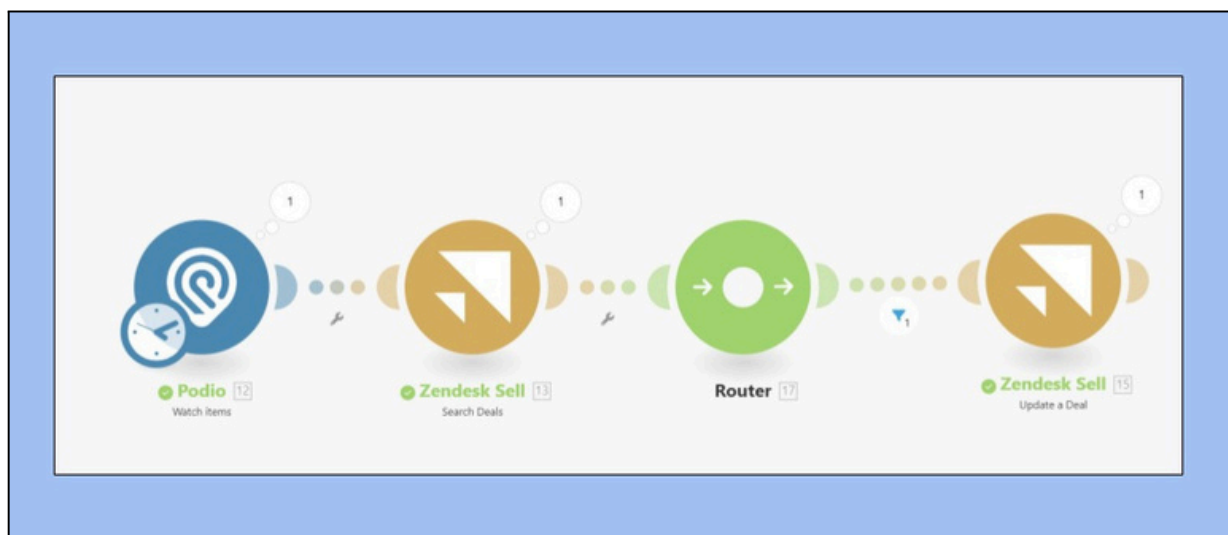 1
1
1
1
Podio 12
Watch items
Zendesk Sell 13
Search Deals
Router 17
Zendesk Sell 15
Update a Deal